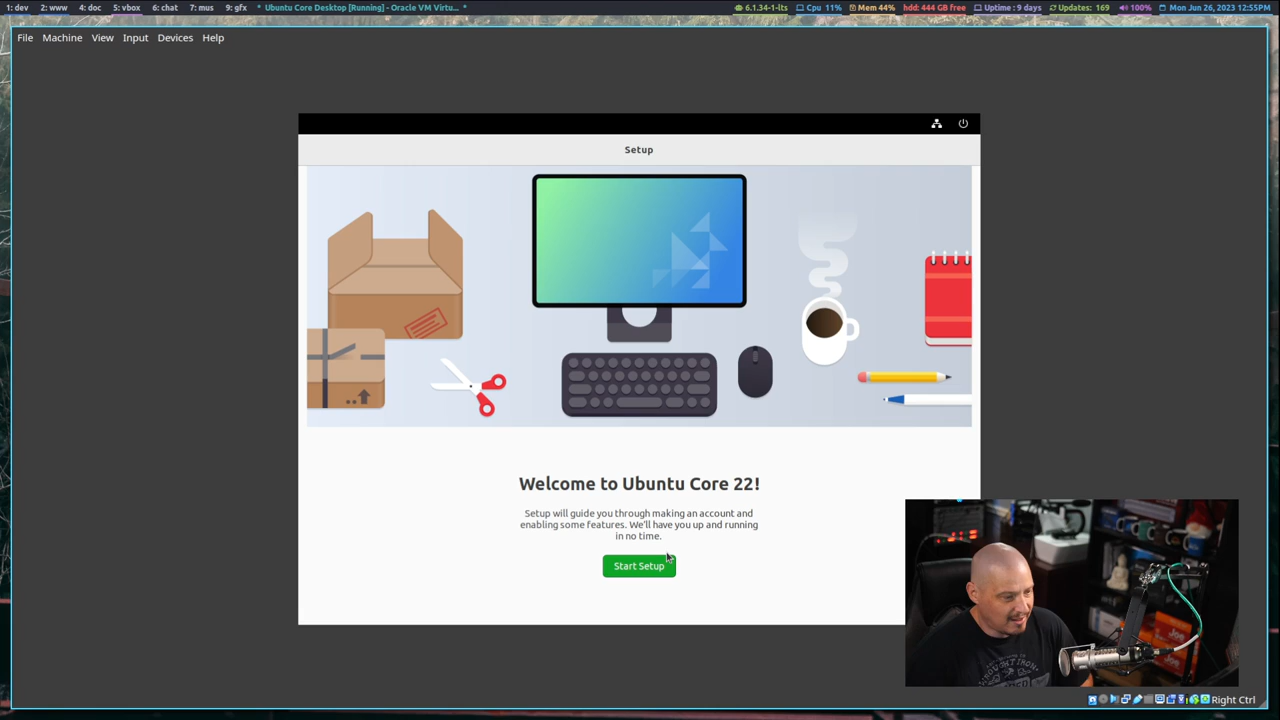 1: dev 2: www 4: doc 5: vbox 6: chat 7: mus 9: gfx * Ubuntu Core Desktop [Running] - Oracle VM Virtu... * 6.1.34-1-lts Cpu 11% Mem 44% hdd: 444 GB free Uptime : 9 days Updates: 169 100% Mon Jun 26, 2023 12:55PM
File Machine View Input Devices Help
Setup
Welcome to Ubuntu Core 22!
Setup will guide you through making an account and
enabling some features. We'll have you up and running
in no time.
Start Setup
Right Ctrl